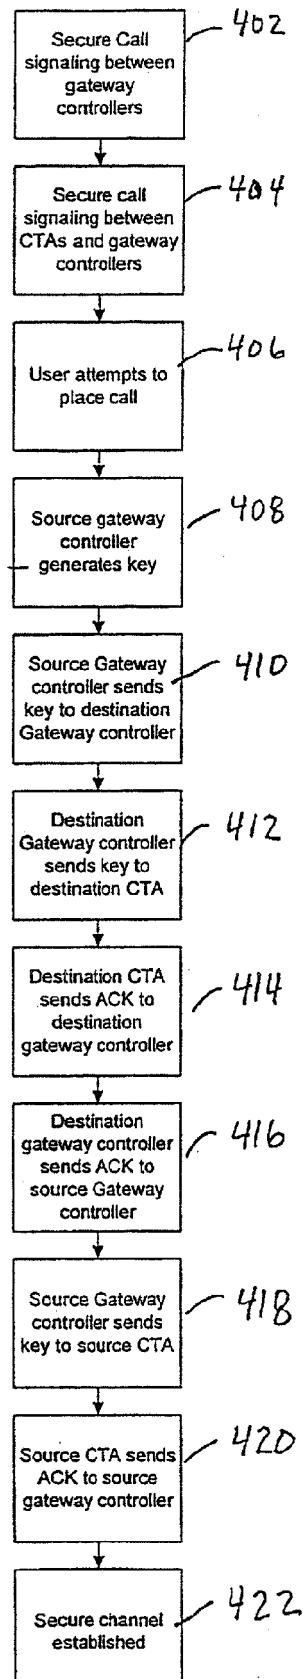 402
Secure Call
signaling between
gateway
controllers
404
Secure call
signaling between
CTAs and gateway
controllers
406
User attempts to
place call
408
Source gateway
controller
generates key
410
Source Gateway
controller sends
key to destination
Gateway controller
412
Destination
Gateway controller
sends key to
destination CTA
414
Destination CTA
sends ACK to
destination
gateway controller
416
Destination
gateway controller
sends ACK to
source Gateway
controller
418
Source Gateway
controller sends
key to source CTA
420
Source CTA sends
ACK to source
gateway controller
422
Secure channel
established